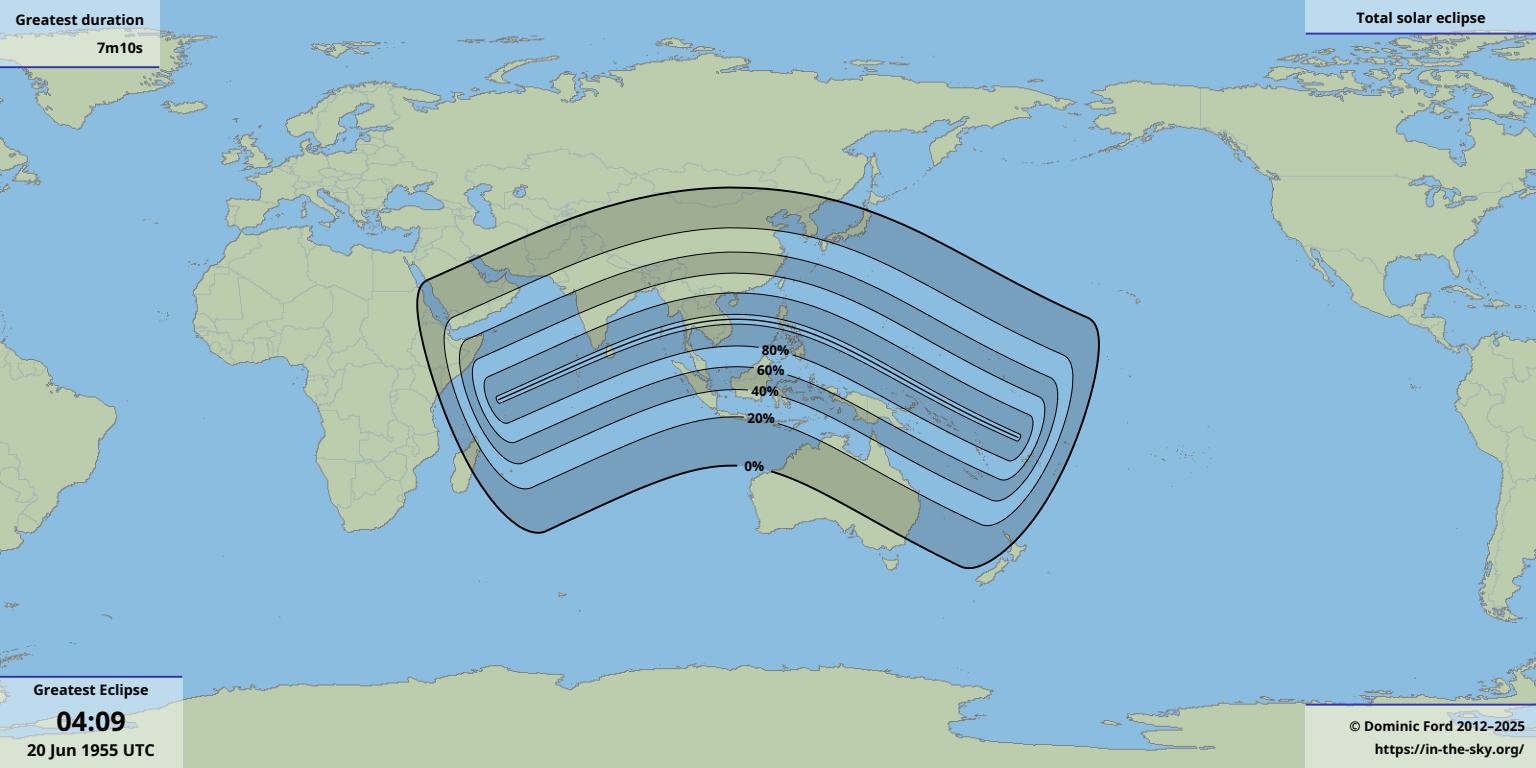 Greatest duration
7m10s
Total solar eclipse
80%
60%
40%
20%
0%
Greatest Eclipse
04:09
20 Jun 1955 UTC
© Dominic Ford 2012–2025
https://in-the-sky.org/